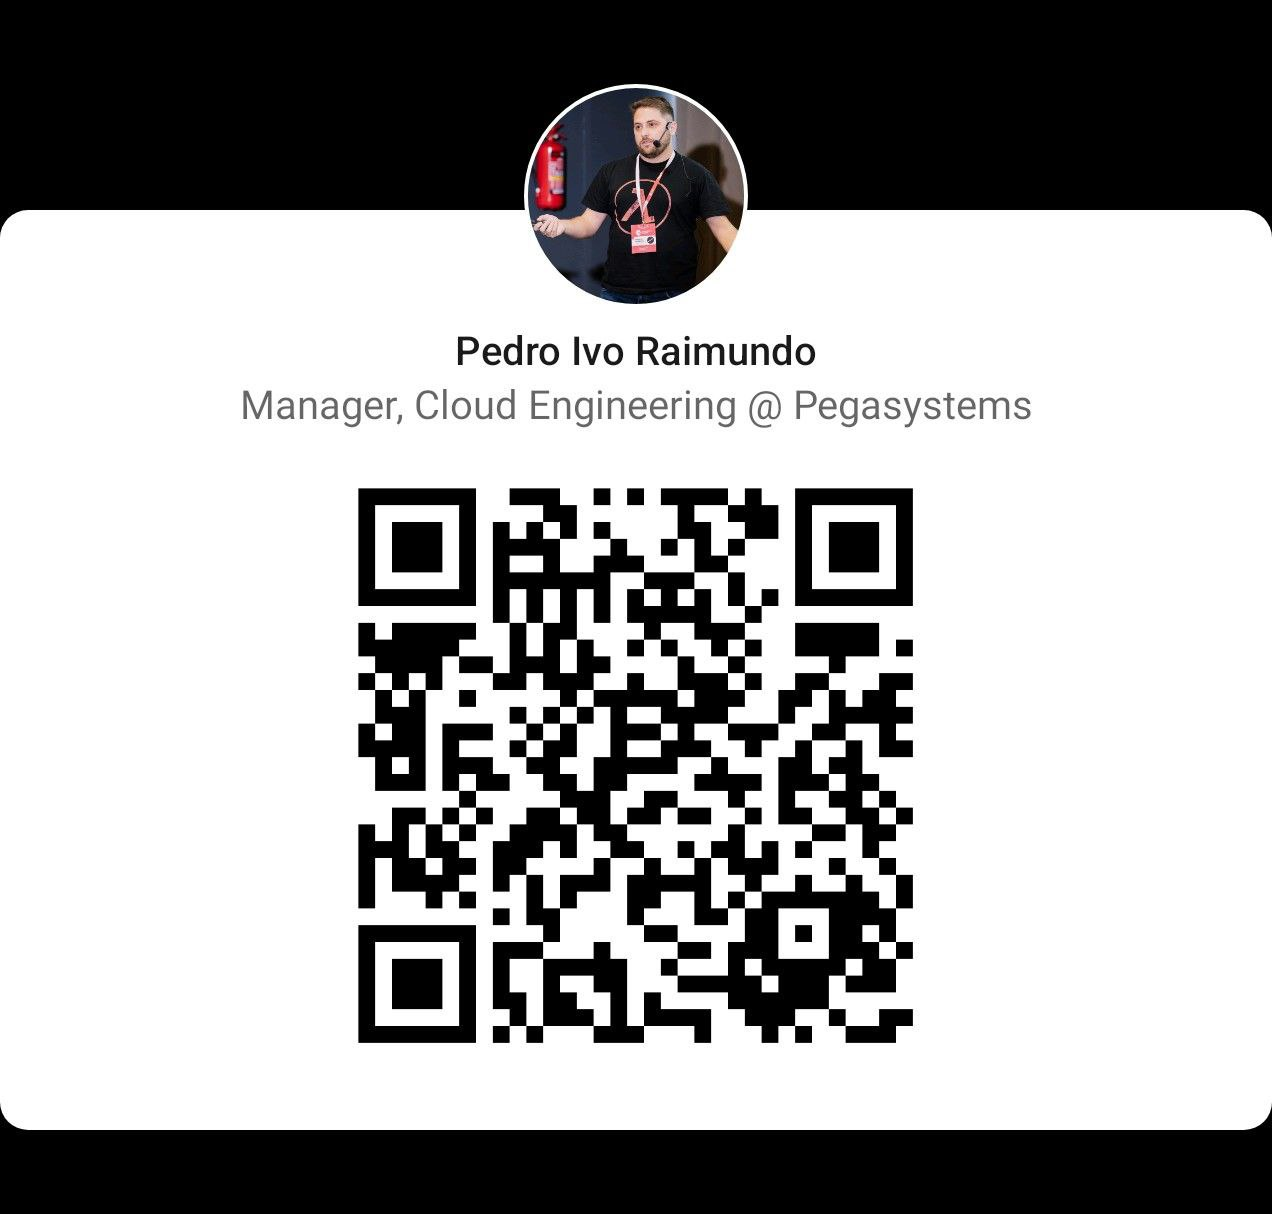 Pedro Ivo Raimundo
Manager, Cloud Engineering @ Pegasystems